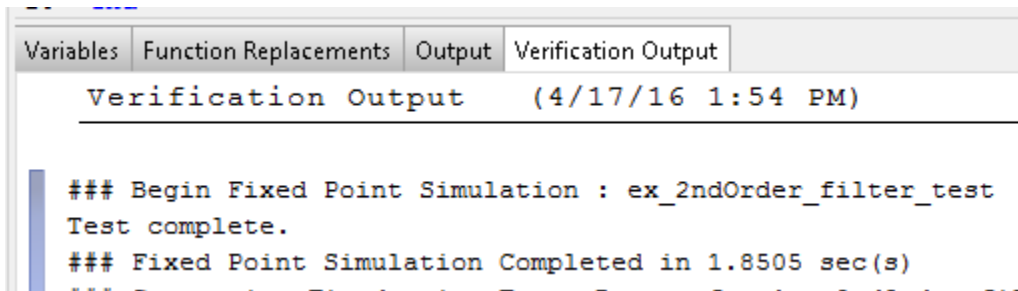 Variables Function Replacements Output Verification Output
Verification Output (4/17/16 1:54 PM)
### Begin Fixed Point Simulation : ex_2ndOrder_filter_test
Test complete.
### Fixed Point Simulation Completed in 1.8505 sec(s)